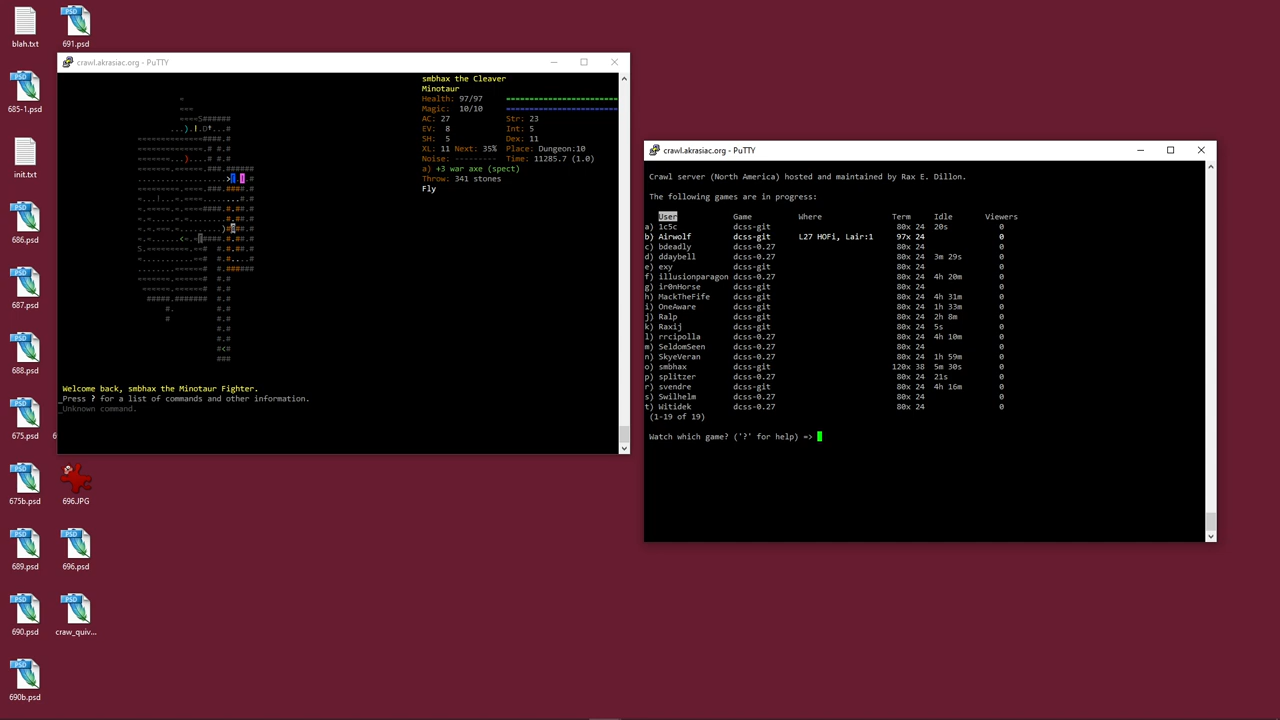 blah.txt
691.psd
685-1.psd
init.txt
686.psd
687.psd
688.psd
675.psd
675b.psd
696.JPG
689.psd
696.psd
690.psd
craw_quiv...
690b.psd
crawl.akrasiac.org - PuTTY
smbhax the Cleaver
Minotaur
Health: 97/97
Magic: 10/10
AC: 27 Str: 23
EV: 8 Int: 5
SH: 5 Dex: 11
XL: 11 Next: 35% Place: Dungeon:10
Noise: --------- Time: 11285.7 (1.0)
a) +3 war axe (spect)
Throw: 341 stones
Fly
Welcome back, smbhax the Minotaur Fighter.
_Press ? for a list of commands and other information.
_Unknown command.
crawl.akrasiac.org - PuTTY
Crawl server (North America) hosted and maintained by Rax E. Dillon.
The following games are in progress:
User Game Where Term Idle Viewers
a) 1c5c dcss-git 80x 24 20s 0
b) Airwolf dcss-git L27 HOFi, Lair:1 97x 24 0
c) bdeadly dcss-0.27 80x 24 0
d) ddaybell dcss-git 80x 24 3m 29s 0
e) exy dcss-git 80x 24 0
f) illusionparagon dcss-git 80x 24 4h 20m 0
g) ir0nHorse dcss-git 80x 24 0
h) MackTheFife dcss-git 80x 24 4h 31m 0
i) OneAware dcss-git 80x 24 1h 33m 0
j) Ralp dcss-git 80x 24 2h 8m 0
k) Raxij dcss-git 80x 24 5s 0
l) rrcipolla dcss-0.27 80x 24 4h 10m 0
m) SeldomSeen dcss-0.27 80x 24 0
n) SkyeVeran dcss-git 80x 24 1h 59m 0
o) smbhax dcss-git 120x 38 5m 30s 0
p) splitzer dcss-git 80x 24 21s 0
r) svendre dcss-git 80x 24 4h 16m 0
s) Swilhelm dcss-0.27 80x 24 0
t) Witidek dcss-0.27 80x 24 0
(1-19 of 19)
Watch which game? ('?' for help) =>